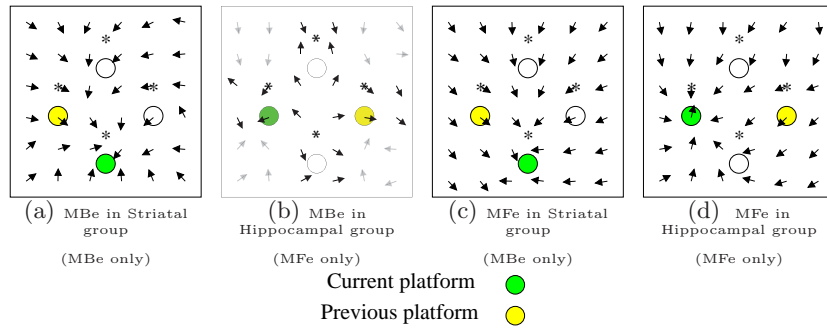 (a) MBe in Striatal
group
(MBe only)
(b) MBe in
Hippocampal group
(MFe only)
(c) MFe in Striatal
group
(MBe only)
(d) MFe in
Hippocampal group
(MFe only)
Current platform
Previous platform